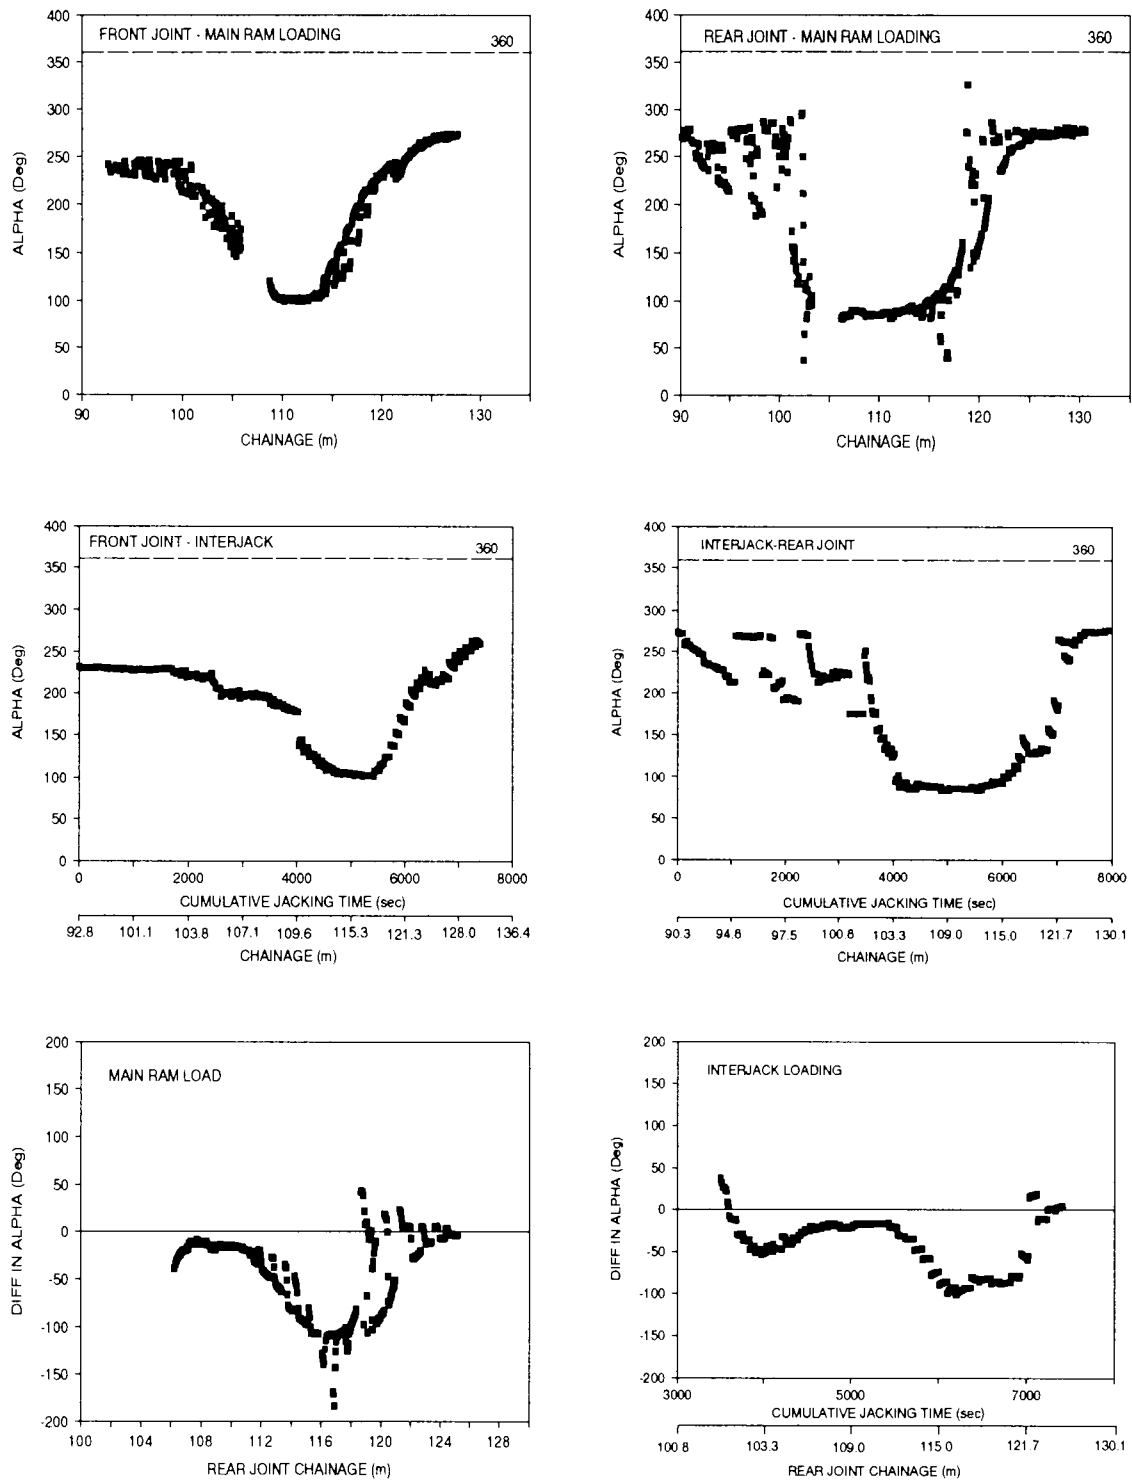 FRONT JOINT - MAIN RAM LOADING
360
400
350
300
250
200
150
100
50
0
ALPHA (Deg)
90 100 110 120 130
CHAINAGE (m)
REAR JOINT - MAIN RAM LOADING
360
400
350
300
250
200
150
100
50
0
ALPHA (Deg)
90 100 110 120 130
CHAINAGE (m)
FRONT JOINT - INTERJACK
360
400
350
300
250
200
150
100
50
0
ALPHA (Deg)
0 2000 4000 6000 8000
CUMULATIVE JACKING TIME (sec)
92.8 101.1 103.8 107.1 109.6 115.3 121.3 128.0 136.4
CHAINAGE (m)
INTERJACK-REAR JOINT
360
400
350
300
250
200
150
100
50
0
ALPHA (Deg)
0 2000 4000 6000 8000
CUMULATIVE JACKING TIME (sec)
90.3 94.8 97.5 100.8 103.3 109.0 115.0 121.7 130.1
CHAINAGE (m)
MAIN RAM LOAD
200
150
100
50
0
-50
-100
-150
-200
DIFF IN ALPHA (Deg)
100 104 108 112 116 120 124 128
REAR JOINT CHAINAGE (m)
INTERJACK LOADING
200
150
100
50
0
-50
-100
-150
-200
DIFF IN ALPHA (Deg)
3000 5000 7000
CUMULATIVE JACKING TIME (sec)
100.8 103.3 109.0 115.0 121.7 130.1
REAR JOINT CHAINAGE (m)